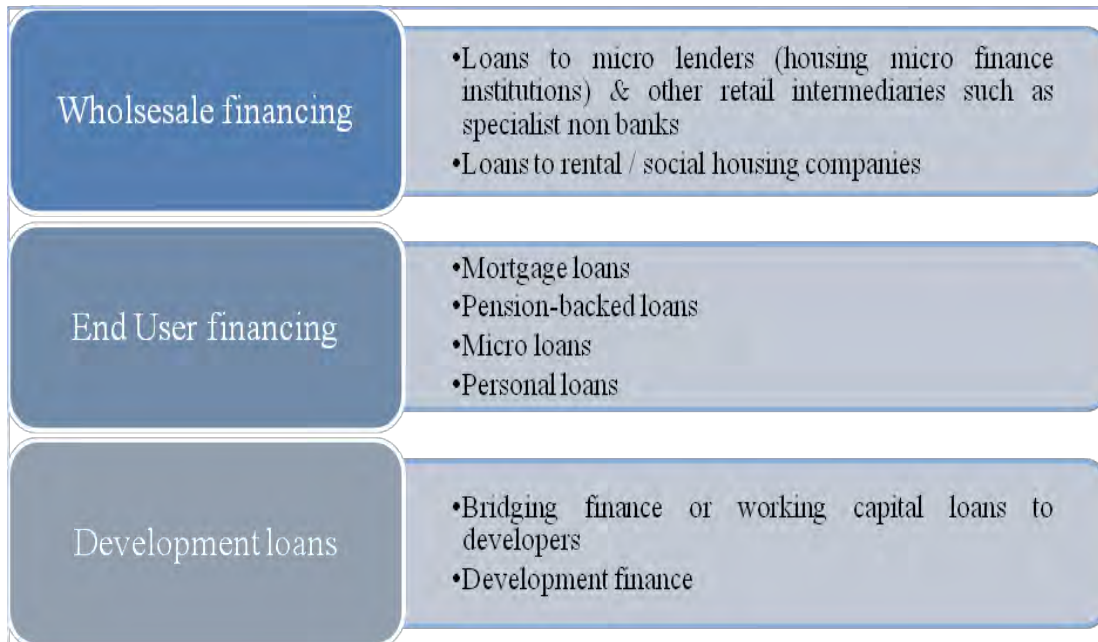 Wholsesale financing
•Loans to micro lenders (housing micro finance
institutions) & other retail intermediaries such as
specialist non banks
•Loans to rental / social housing companies
End User financing
•Mortgage loans
•Pension-backed loans
•Micro loans
•Personal loans
Development loans
•Bridging finance or working capital loans to
developers
•Development finance